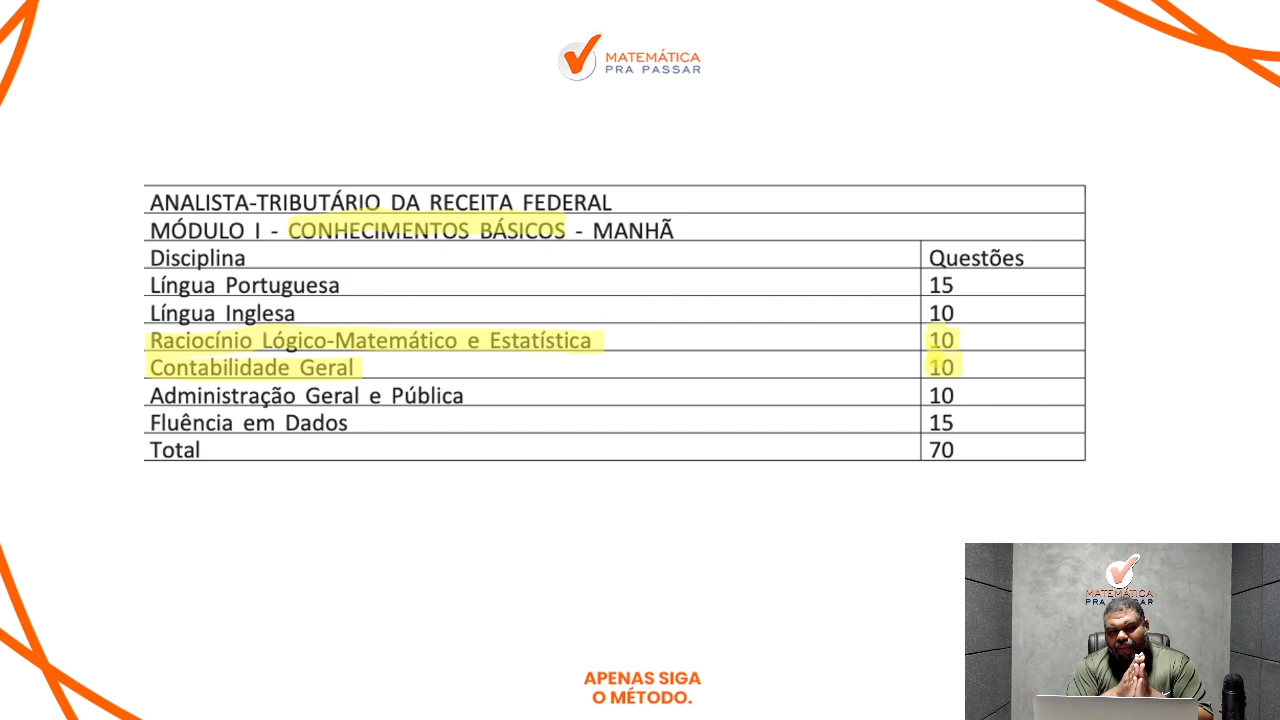 MATEMÁTICA
PRA PASSAR
ANALISTA-TRIBUTÁRIO DA RECEITA FEDERAL
MÓDULO I - CONHECIMENTOS BÁSICOS - MANHÃ
Disciplina Questões
Língua Portuguesa 15
Língua Inglesa 10
Raciocínio Lógico-Matemático e Estatística 10
Contabilidade Geral 10
Administração Geral e Pública 10
Fluência em Dados 15
Total 70
MATEMÁTICA
PRA PASSAR
APENAS SIGA
O MÉTODO.